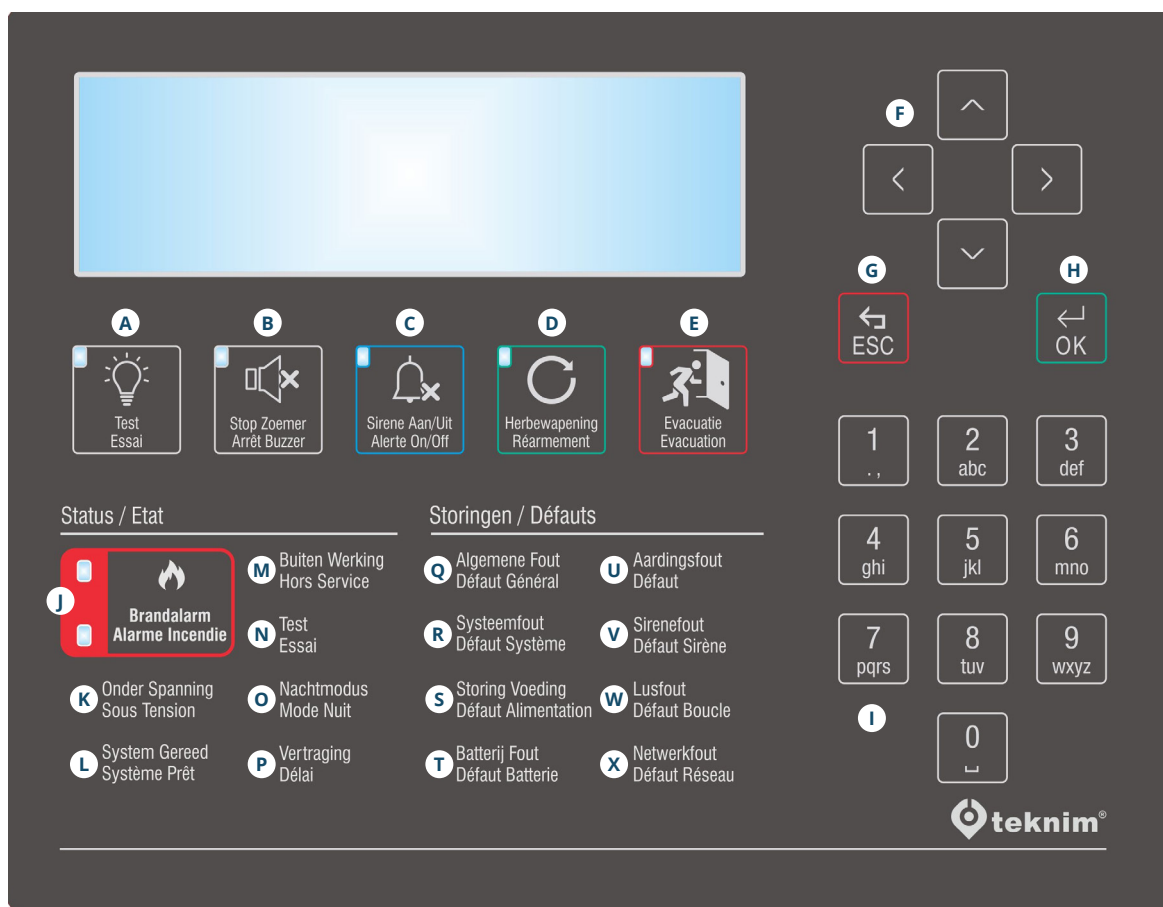 F
G
H
ESC
OK
A
B
C
D
E
Test
Essai
Stop Zoemer
Arrêt Buzzer
Sirene Aan/Uit
Alerte On/Off
Herbewapening
Réarmement
Evacuatie
Evacuation
1
. ,
2
abc
3
def
4
ghi
5
jkl
6
mno
7
pqrs
8
tuv
9
wxyz
I
0
Status / Etat
J
Brandalarm
Alarme Incendie
K
Onder Spanning
Sous Tension
L
System Gereed
Système Prêt
M
Buiten Werking
Hors Service
N
Test
Essai
O
Nachtmodus
Mode Nuit
P
Vertraging
Délai
Storingen / Défauts
Q
Algemene Fout
Défaut Général
R
Systeemfout
Défaut Système
S
Storing Voeding
Défaut Alimentation
T
Batterij Fout
Défaut Batterie
U
Aardingsfout
Défaut
V
Sirenefout
Défaut Sirène
W
Lusfout
Défaut Boucle
X
Netwerkfout
Défaut Réseau
teknim®